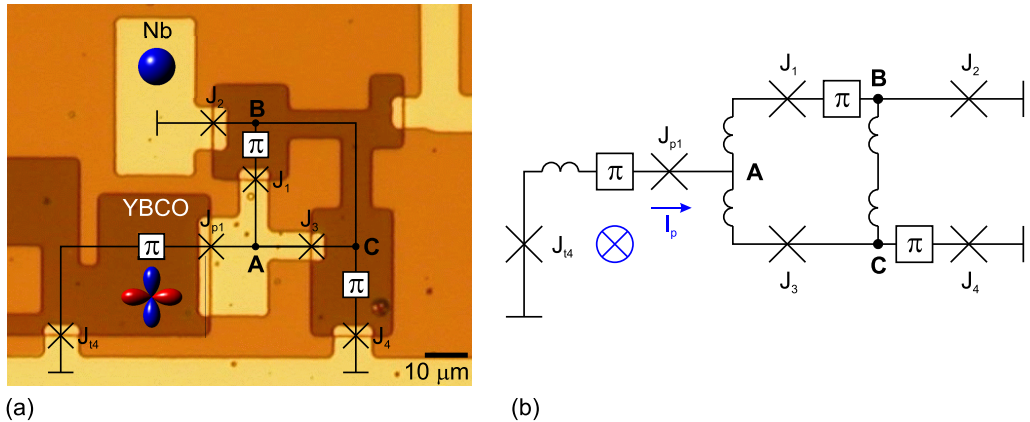 Nb
J2
B
π
J1
YBCO
Jp1
J3
π
A
C
π
Jt4
J4
10 μm
(a)
J1
B
J2
π
Jp1
π
A
Ip
Jt4
C
π
J3
J4
(b)